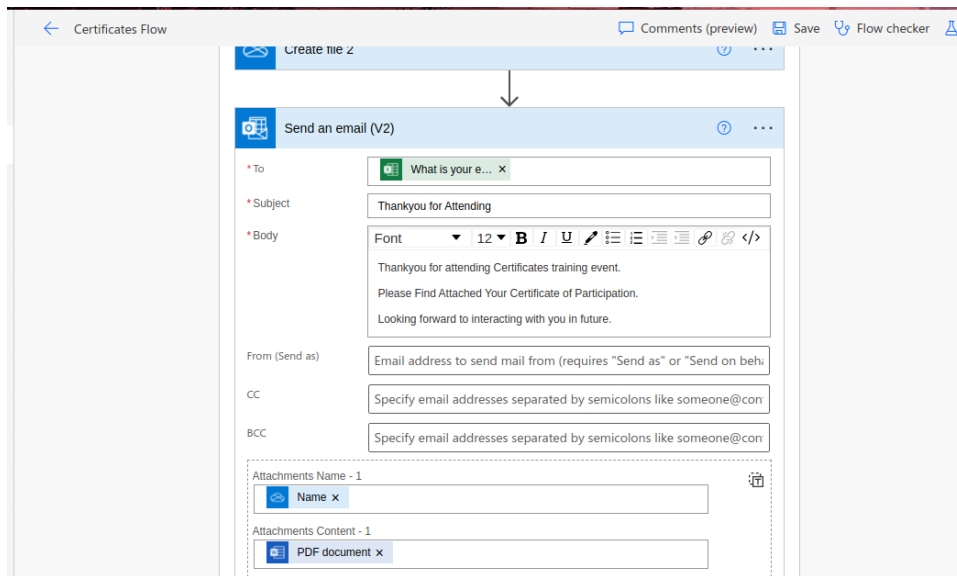 Certificates Flow
Comments (preview)
Save
Flow checker
Create file 2
Send an email (V2)
* To
What is your e... ×
* Subject
Thankyou for Attending
* Body
Font
12
B
I
U
</>
Thankyou for attending Certificates training event.
Please Find Attached Your Certificate of Participation.
Looking forward to interacting with you in future.
From (Send as)
Email address to send mail from (requires "Send as" or "Send on beha
CC
Specify email addresses separated by semicolons like someone@con
BCC
Specify email addresses separated by semicolons like someone@con
Attachments Name - 1
Name ×
Attachments Content - 1
PDF document ×